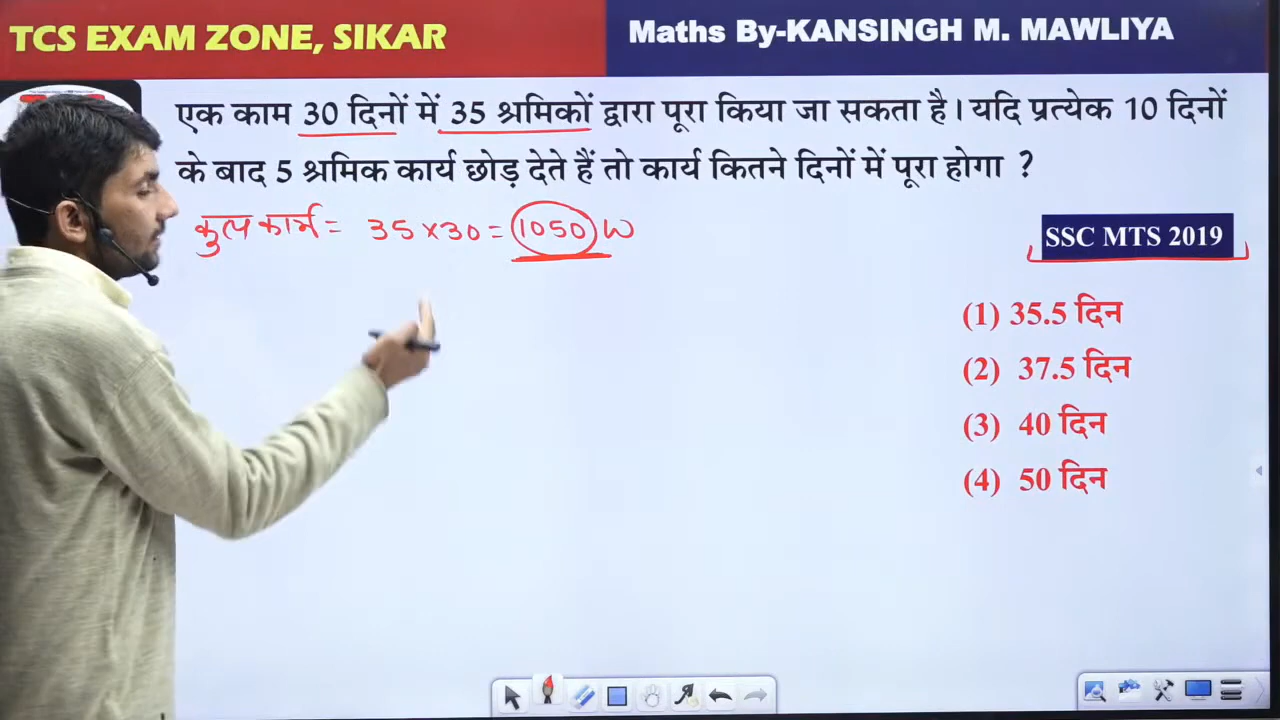 TCS EXAM ZONE, SIKAR
Maths By-KANSINGH M. MAWLIYA
एक काम 30 दिनों में 35 श्रमिकों द्वारा पूरा किया जा सकता है। यदि प्रत्येक 10 दिनों
के बाद 5 श्रमिक कार्य छोड़ देते हैं तो कार्य कितने दिनों में पूरा होगा ?
कुल कार्य = 35 × 30 = 1050 W
SSC MTS 2019
(1) 35.5 दिन
(2) 37.5 दिन
(3) 40 दिन
(4) 50 दिन